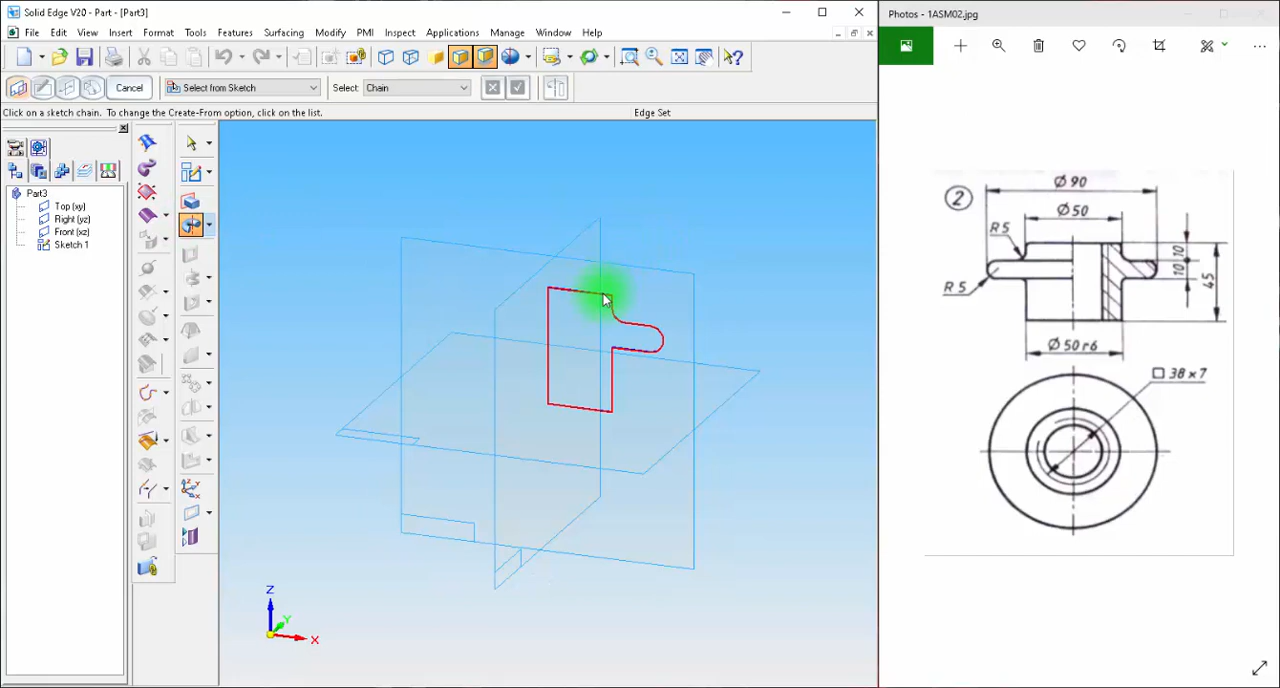 Solid Edge V20 - Part - [Part3]
File Edit View Insert Format Tools Features Surfacing Modify PMI Inspect Applications Manage Window Help
Cancel
Select from Sketch
Select:
Chain
Click on a sketch chain. To change the Create-From option, click on the list.
Edge Set
Part3
Top (xy)
Right (yz)
Front (xz)
Sketch 1
Z
Y
X
Photos - 1ASM02.jpg
2
Ø 90
Ø 50
R 5
R 5
10
10
45
Ø 50 r6
□ 38 x 7